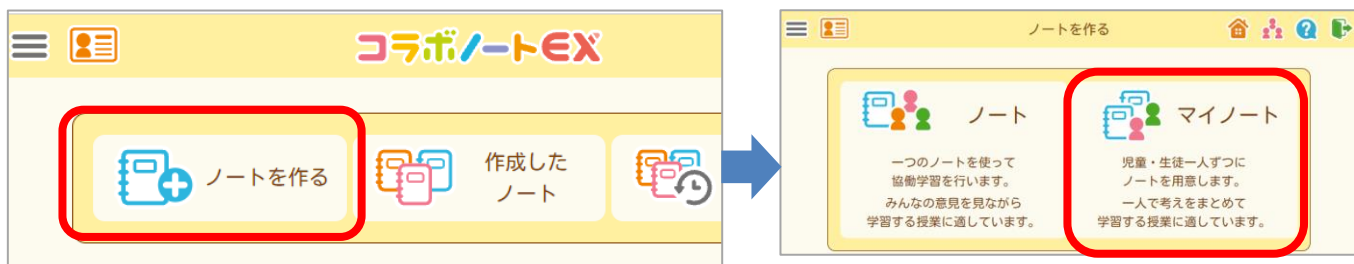 コラボノートEX
ノートを作る
作成した
ノート
ノートを作る
ノート
一つのノートを使って
協働学習を行います。
みんなの意見を見ながら
学習する授業に適しています。
マイノート
児童・生徒一人ずつに
ノートを用意します。
一人で考えをまとめて
学習する授業に適しています。